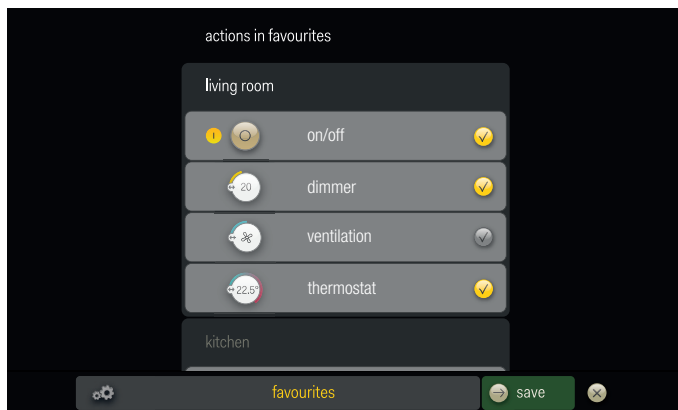 actions in favourites
living room
on/off
20 dimmer
ventilation
22.5° thermostat
kitchen
favourites save